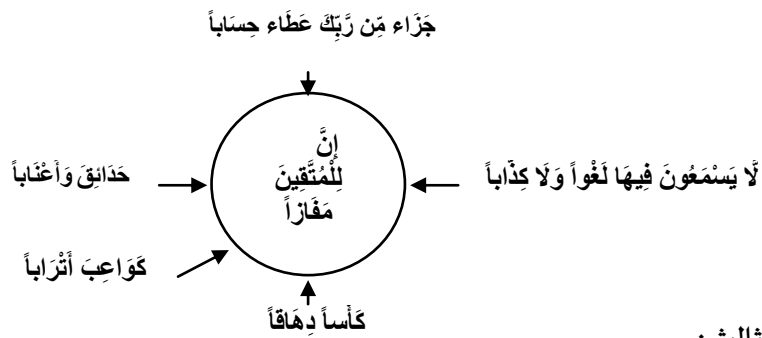 جَزَاء مِّن رَّبِّكَ عَطَاء حِسَاباً
إِنَّ
لِلْمُتَّقِينَ
مَفَازاً
لَّا يَسْمَعُونَ فِيهَا لَغْواً وَلَا كِذَّاباً
حَدَائِقَ وَأَعْنَاباً
كَوَاعِبَ أَتْرَاباً
كَأْساً دِهَاقاً